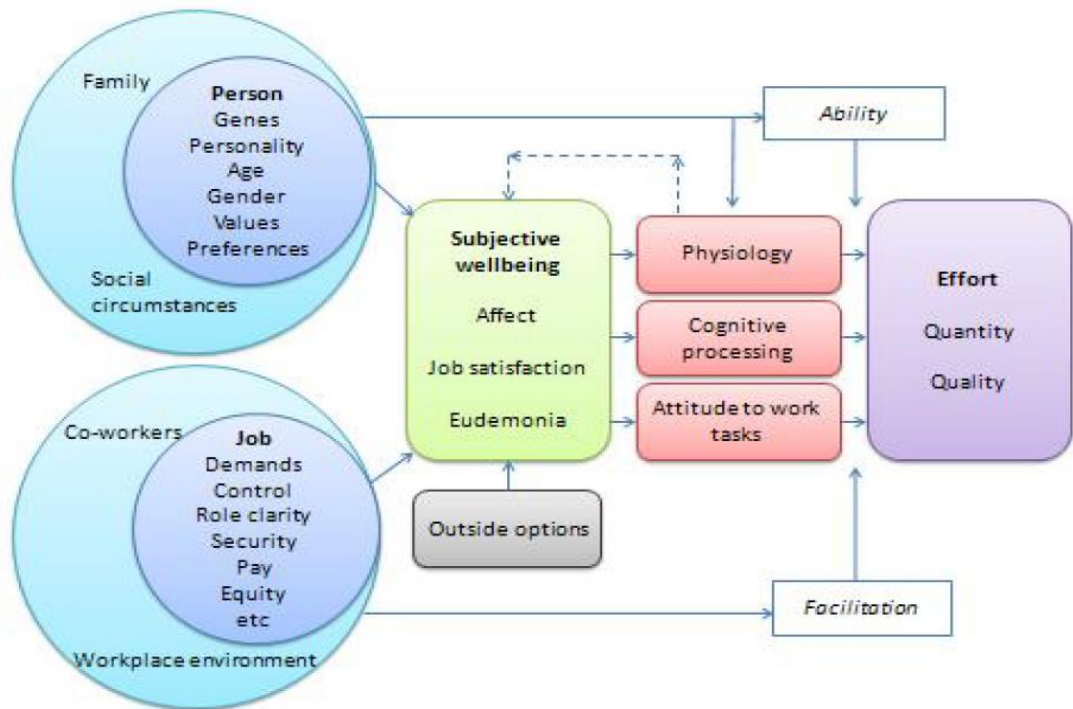 Family
Person
Genes
Personality
Age
Gender
Values
Preferences
Social
circumstances
Ability
Subjective
wellbeing
Affect
Job satisfaction
Eudemonia
Physiology
Cognitive
processing
Attitude to work
tasks
Effort
Quantity
Quality
Co-workers
Job
Demands
Control
Role clarity
Security
Pay
Equity
etc
Workplace environment
Outside options
Facilitation